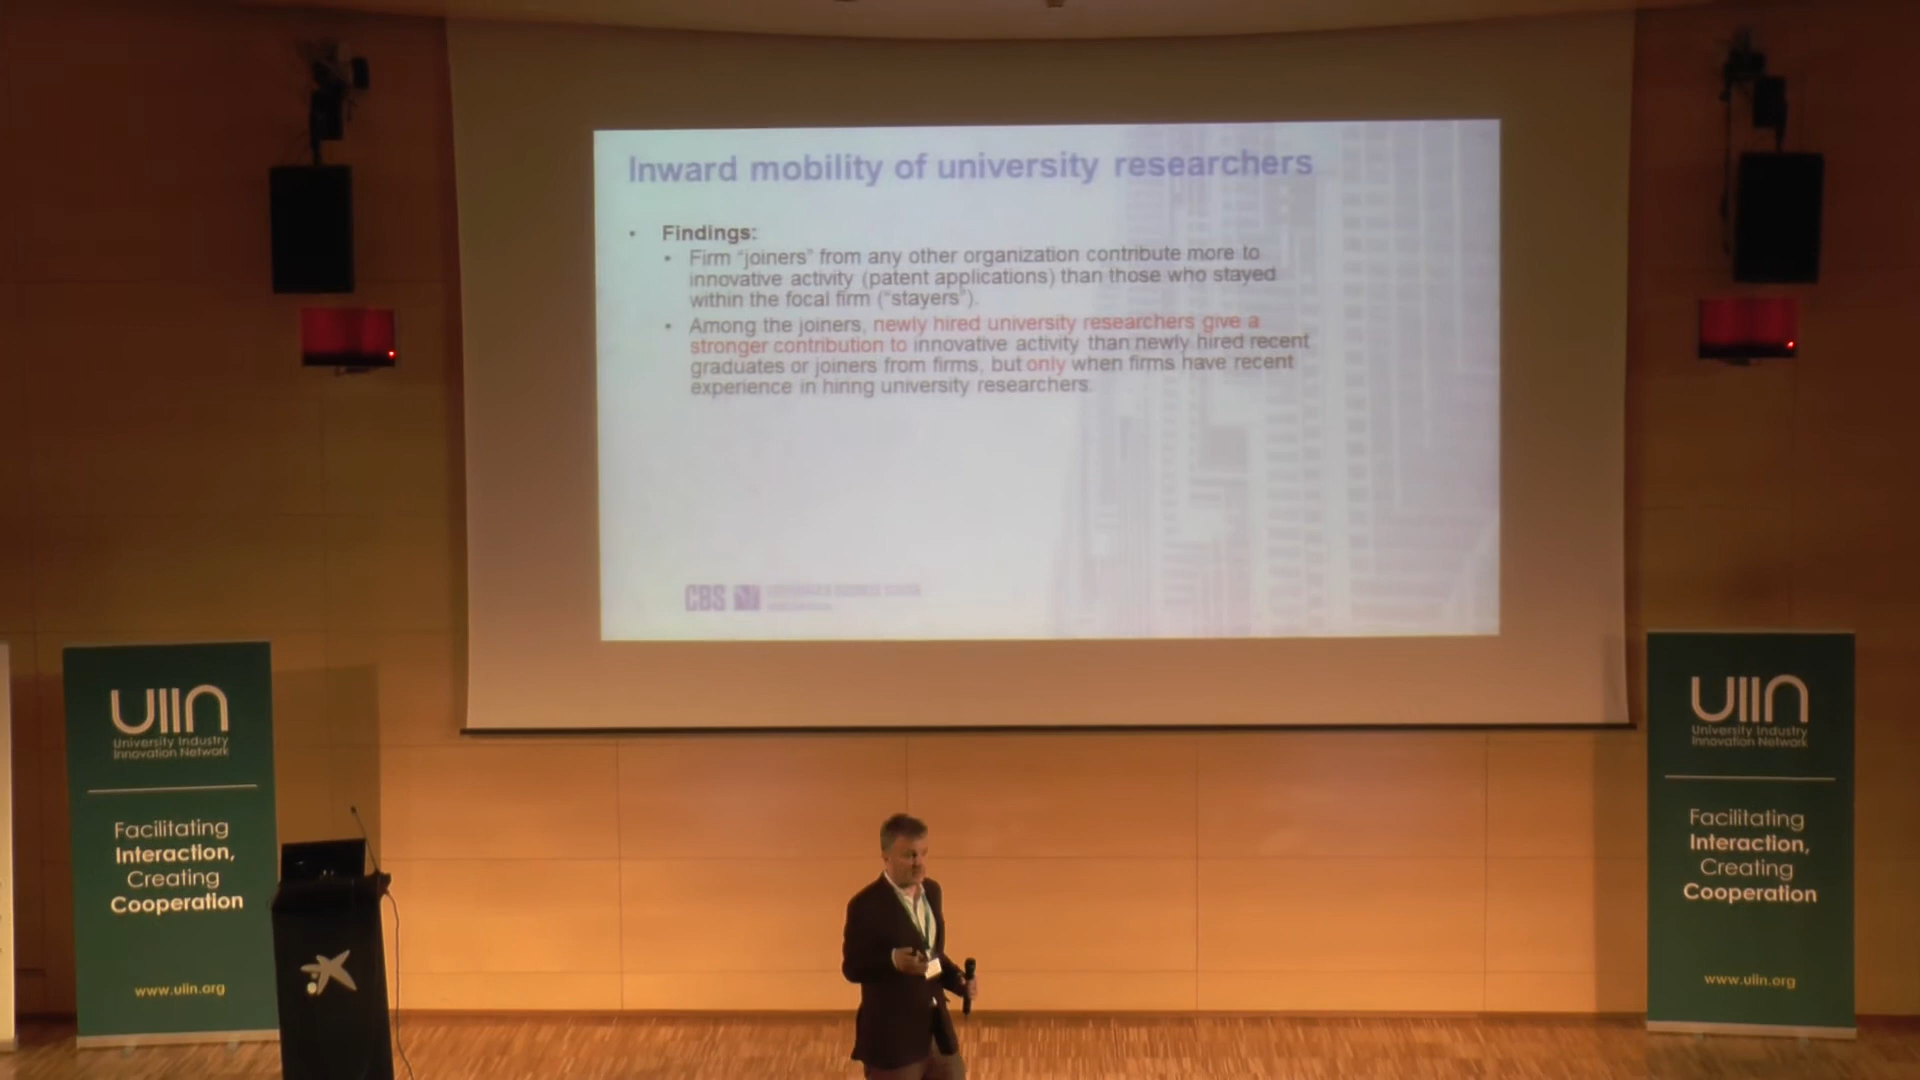 Inward mobility of university researchers
• Findings:
• Firm "joiners" from any other organization contribute more to
innovative activity (patent applications) than those who stayed
within the focal firm ("stayers").
• Among the joiners, newly hired university researchers give a
stronger contribution to innovative activity than newly hired recent
graduates or joiners from firms, but only when firms have recent
experience in hiring university researchers
CBS
UIIN
University Industry
Innovation Network
Facilitating
Interaction,
Creating
Cooperation
www.uiin.org
UIIN
University Industry
Innovation Network
Facilitating
Interaction,
Creating
Cooperation
www.uiin.org